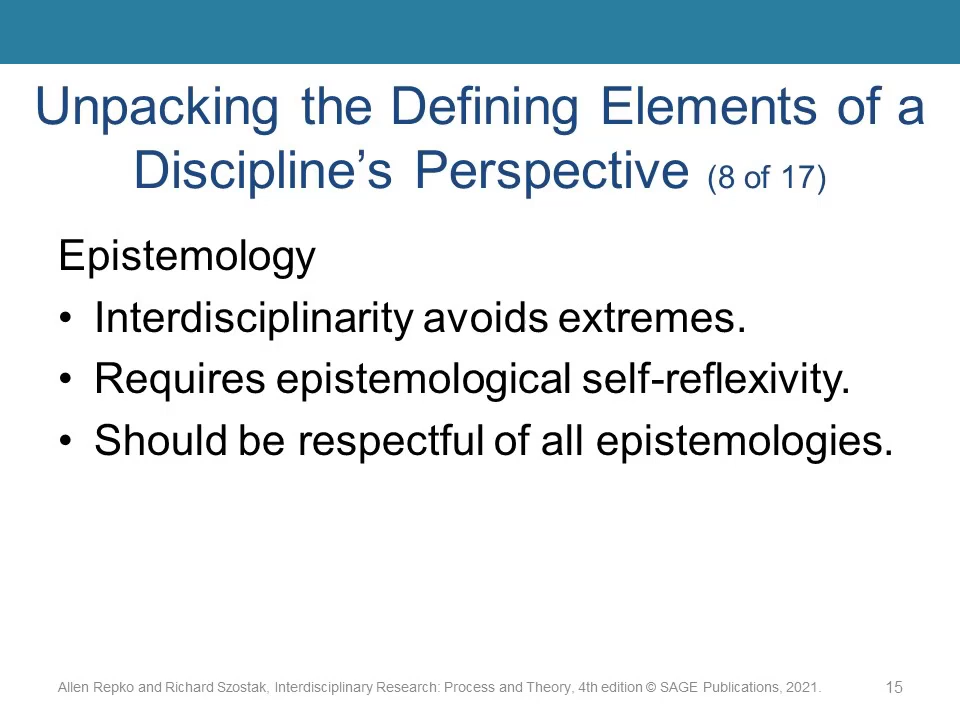 Unpacking the Defining Elements of a
Discipline’s Perspective (8 of 17)
Epistemology
• Interdisciplinarity avoids extremes.
• Requires epistemological self-reflexivity.
• Should be respectful of all epistemologies.
Allen Repko and Richard Szostak, Interdisciplinary Research: Process and Theory, 4th edition © SAGE Publications, 2021.
15